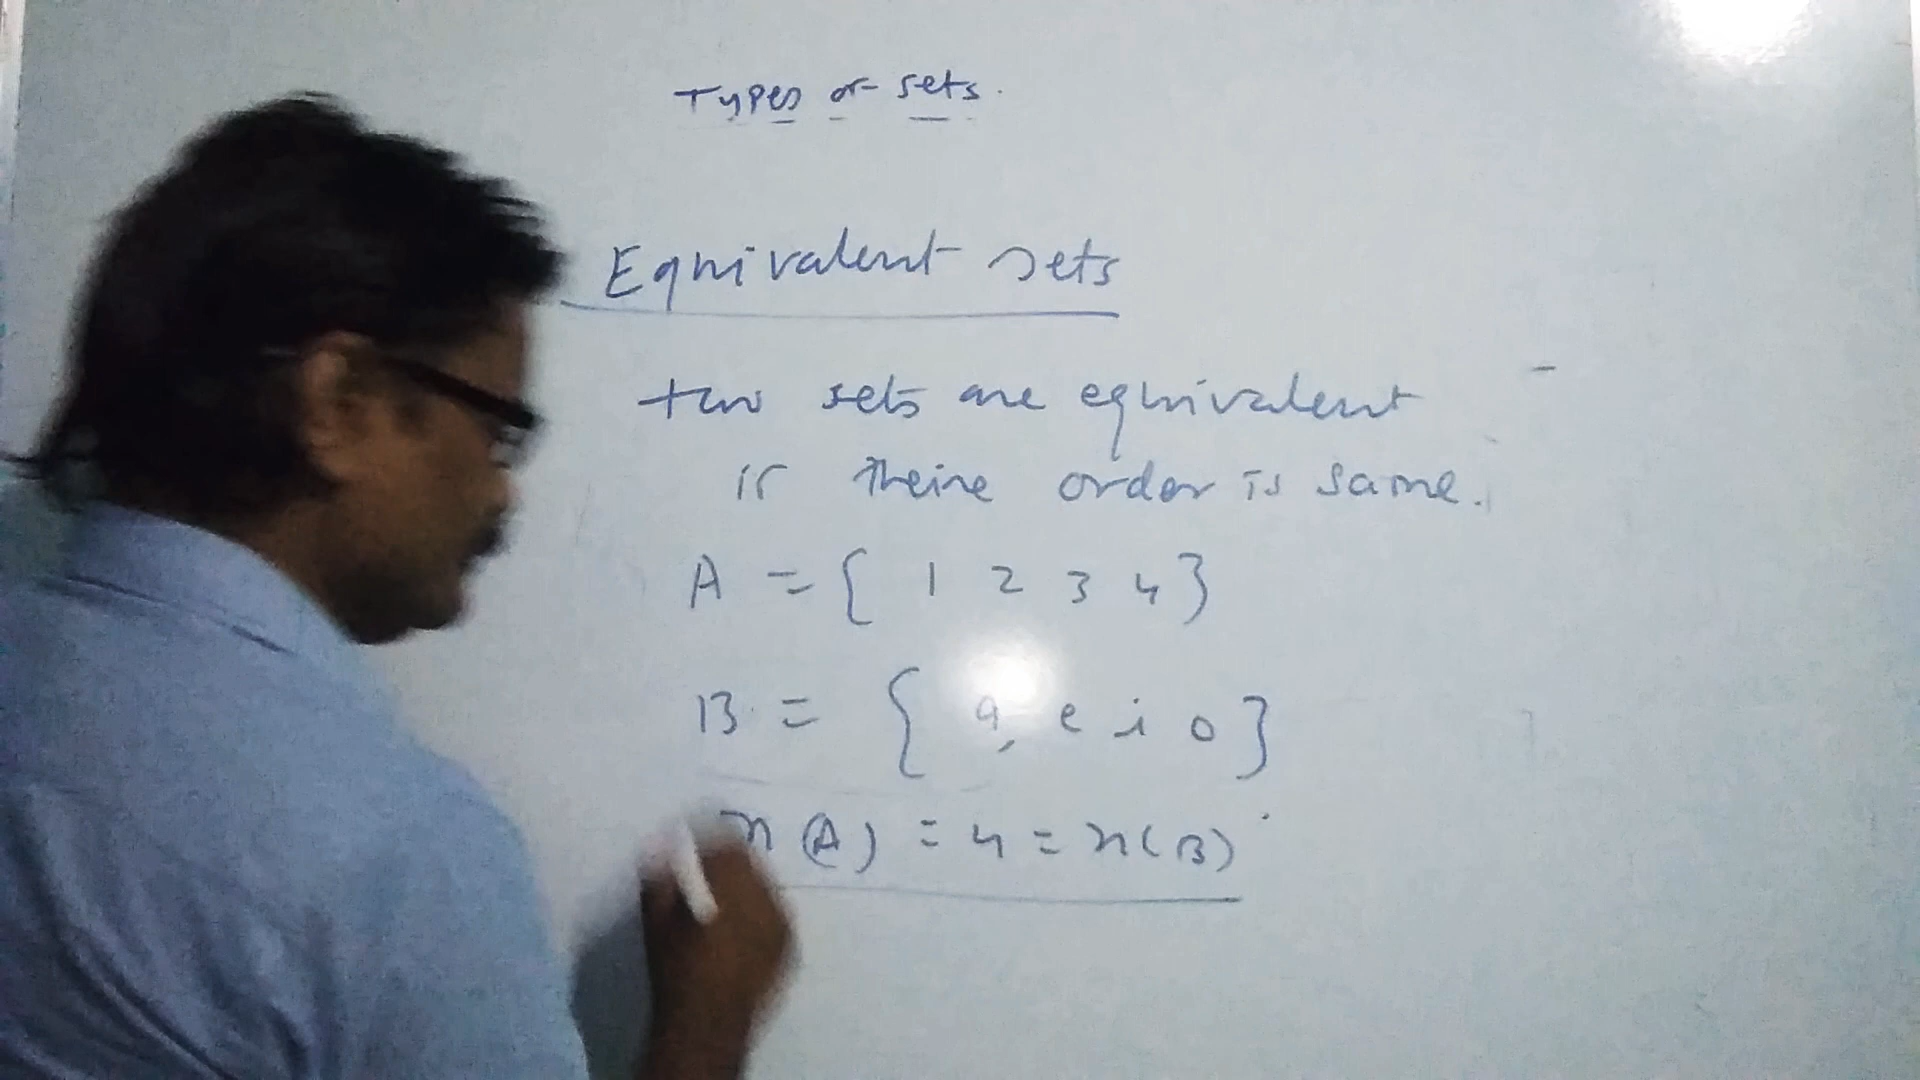 Types of sets.
Equivalent sets
two sets are equivalent
if theire order is same.
A = { 1 2 3 4 }
B = { a, e i o }
n(A) = 4 = n(B)